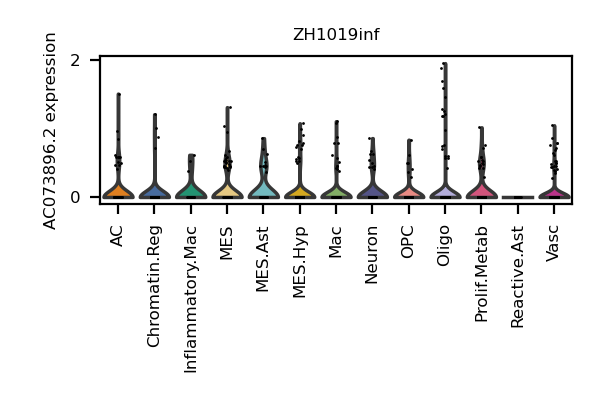 ZH1019inf
AC073896.2 expression
2
0
AC
Chromatin.Reg
Inflammatory.Mac
MES
MES.Ast
MES.Hyp
Mac
Neuron
OPC
Oligo
Prolif.Metab
Reactive.Ast
Vasc